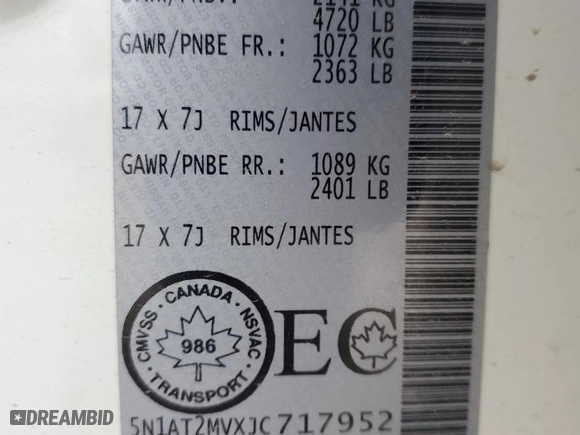 GAWR/PNBE FR.: 1072 KG
4720 LB
2363 LB
17 X 7J RIMS/JANTES
GAWR/PNBE RR.: 1089 KG
2401 LB
17 X 7J RIMS/JANTES
CMVSS · CANADA · NSVAC
986
TRANSPORT
EC
5N1AT2MVXJC717952
DREAMBID